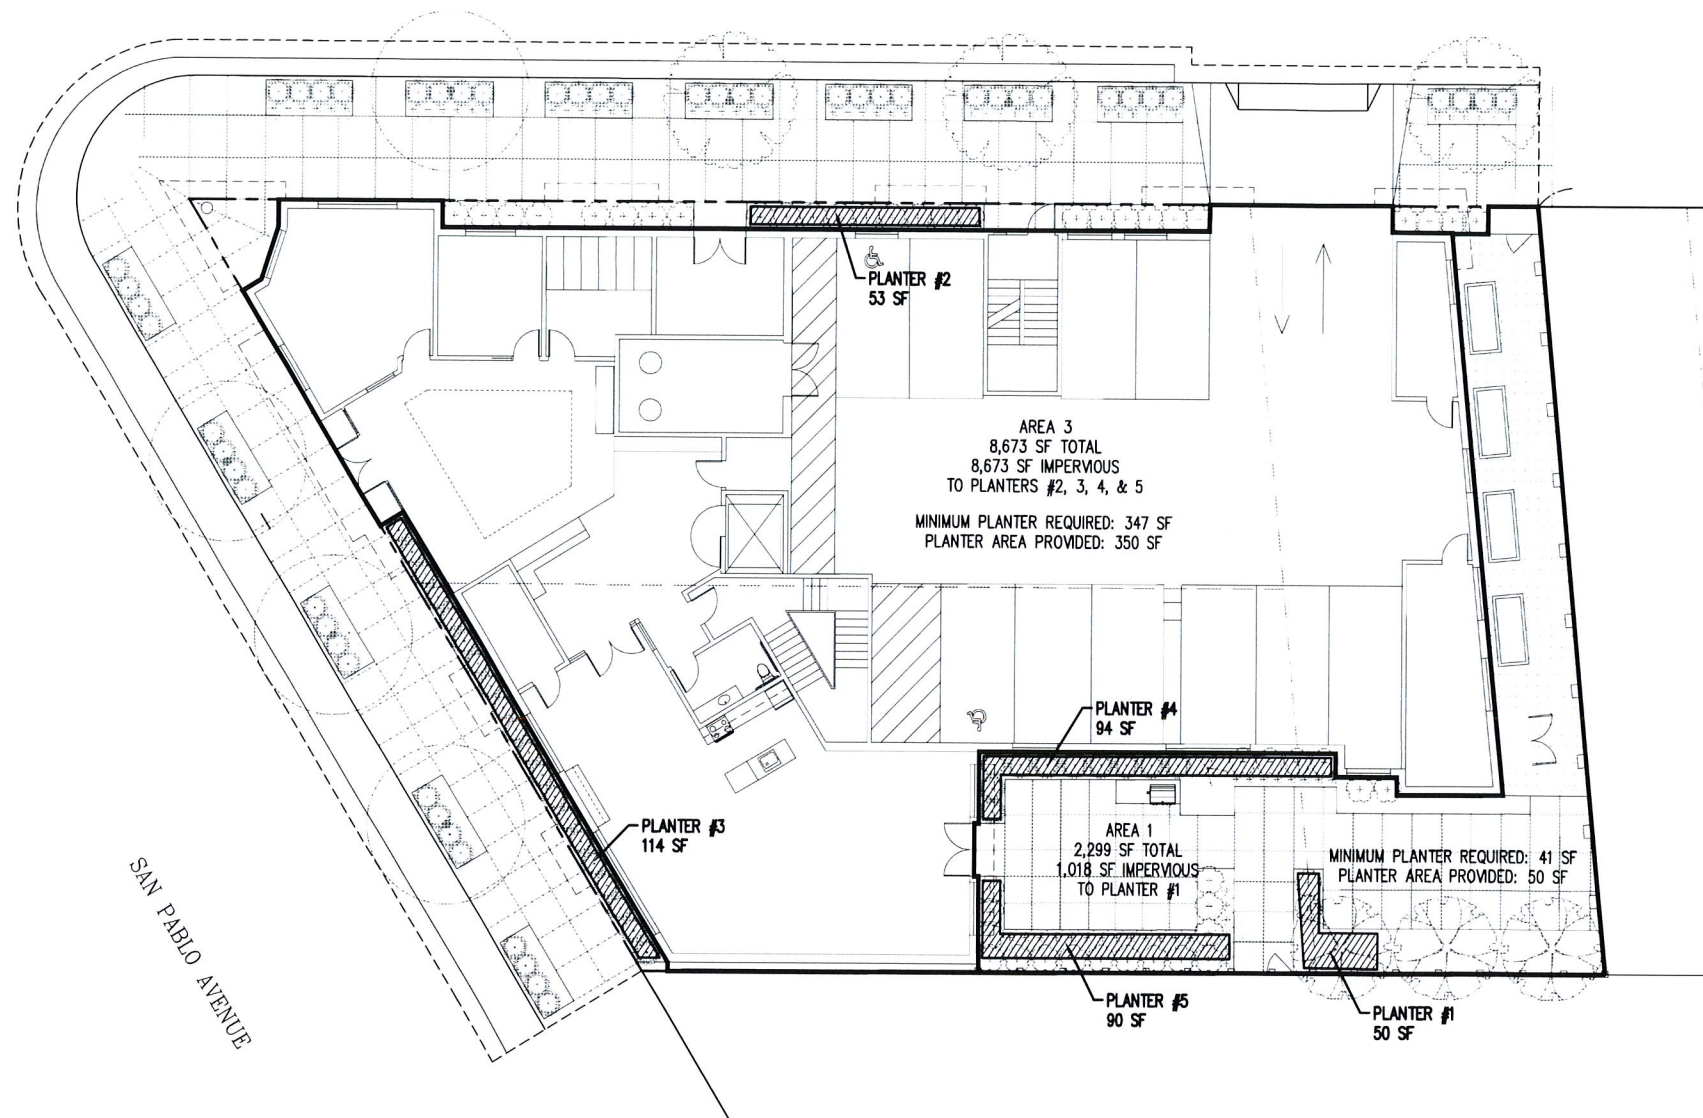 PLANTER #2
53 SF
AREA 3
8,673 SF TOTAL
8,673 SF IMPERVIOUS
TO PLANTERS #2, 3, 4, & 5
MINIMUM PLANTER REQUIRED: 347 SF
PLANTER AREA PROVIDED: 350 SF
PLANTER #4
94 SF
PLANTER #3
114 SF
AREA 1
2,299 SF TOTAL
1,018 SF IMPERVIOUS
TO PLANTER #1
MINIMUM PLANTER REQUIRED: 41 SF
PLANTER AREA PROVIDED: 50 SF
SAN PABLO AVENUE
PLANTER #5
90 SF
PLANTER #1
50 SF